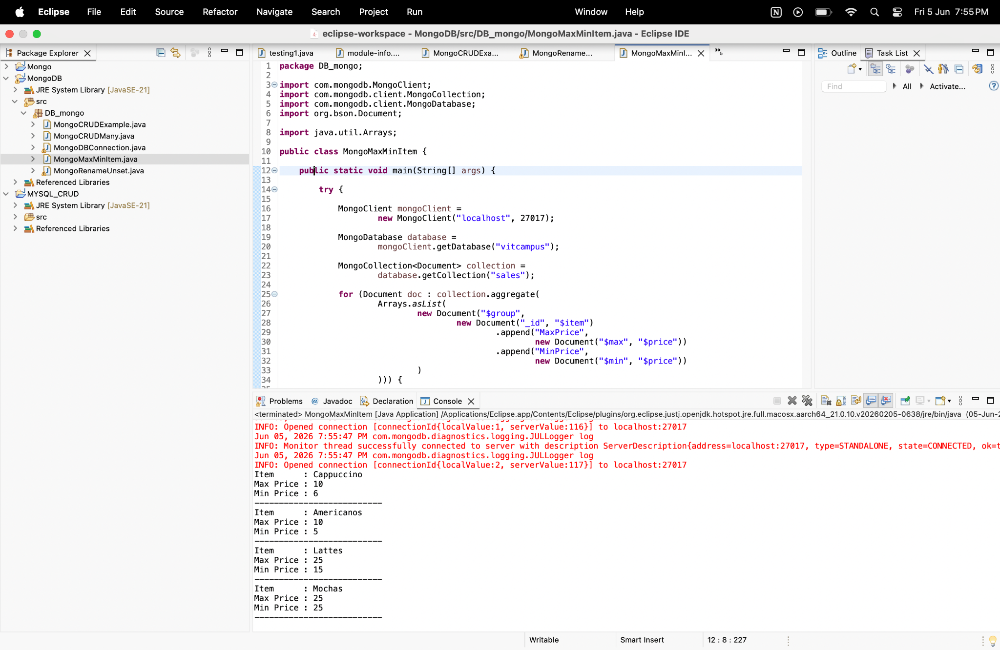 Eclipse File Edit Source Refactor Navigate Search Project Run Window Help Fri 5 Jun 7:55 PM
eclipse-workspace - MongoDB/src/DB_mongo/MongoMaxMinItem.java - Eclipse IDE
Package Explorer
Mongo
MongoDB
JRE System Library [JavaSE-21]
src
DB_mongo
MongoCRUDExample.java
MongoCRUDMany.java
MongoDBConnection.java
MongoMaxMinItem.java
MongoRenameUnset.java
Referenced Libraries
MYSQL_CRUD
JRE System Library [JavaSE-21]
src
Referenced Libraries
testing1.java module-info.... MongoCRUDExa... MongoRename... MongoMaxMinI... »5
1 package DB_mongo;
2
3 import com.mongodb.MongoClient;
4 import com.mongodb.client.MongoCollection;
5 import com.mongodb.client.MongoDatabase;
6 import org.bson.Document;
7
8 import java.util.Arrays;
9
10 public class MongoMaxMinItem {
11
12 public static void main(String[] args) {
13
14 try {
15
16 MongoClient mongoClient =
17 new MongoClient("localhost", 27017);
18
19 MongoDatabase database =
20 mongoClient.getDatabase("vitcampus");
21
22 MongoCollection<Document> collection =
23 database.getCollection("sales");
24
25 for (Document doc : collection.aggregate(
26 Arrays.asList(
27 new Document("$group",
28 new Document("_id", "$item")
29 .append("MaxPrice",
30 new Document("$max", "$price"))
31 .append("MinPrice",
32 new Document("$min", "$price"))
33 )
34 ))) {
Outline Task List
Find All Activate...
Problems @ Javadoc Declaration Console
<terminated> MongoMaxMinItem [Java Application] /Applications/Eclipse.app/Contents/Eclipse/plugins/org.eclipse.justj.openjdk.hotspot.jre.full.macosx.aarch64_21.0.10.v20260205-0638/jre/bin/java (05-Jun-2
INFO: Opened connection [connectionId{localValue:1, serverValue:116}] to localhost:27017
Jun 05, 2026 7:55:47 PM com.mongodb.diagnostics.logging.JULLogger log
INFO: Monitor thread successfully connected to server with description ServerDescription{address=localhost:27017, type=STANDALONE, state=CONNECTED, ok=t
Jun 05, 2026 7:55:47 PM com.mongodb.diagnostics.logging.JULLogger log
INFO: Opened connection [connectionId{localValue:2, serverValue:117}] to localhost:27017
Item : Cappuccino
Max Price : 10
Min Price : 6
--------------------------
Item : Americanos
Max Price : 10
Min Price : 5
--------------------------
Item : Lattes
Max Price : 25
Min Price : 15
--------------------------
Item : Mochas
Max Price : 25
Min Price : 25
--------------------------
Writable Smart Insert 12 : 8 : 227